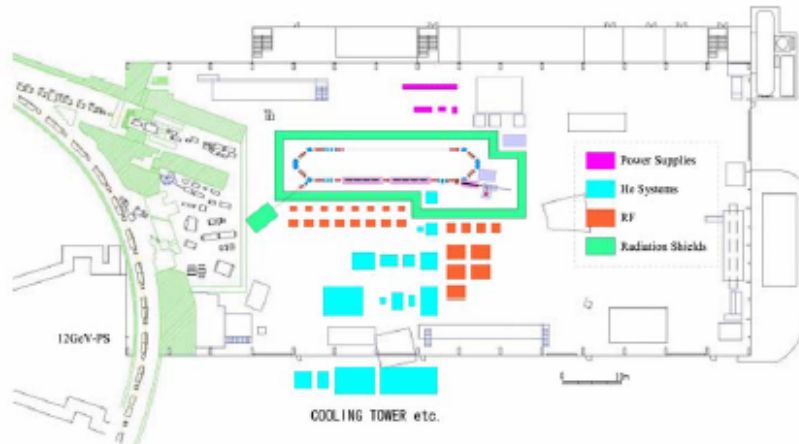 Power Supplies
He Systems
RF
Radiation Shields
12GeV-PS
COOLING TOWER etc.